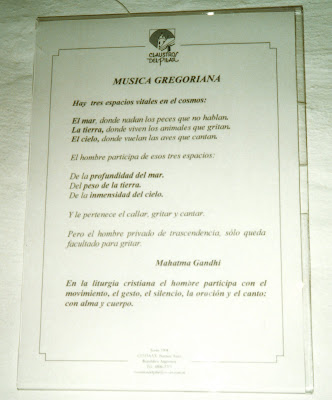 CLAUSTROS
DEL PILAR
MUSICA GREGORIANA
Hay tres espacios vitales en el cosmos:
El mar, donde nadan los peces que no hablan.
La tierra, donde viven los animales que gritan.
El cielo, donde vuelan las aves que cantan.
El hombre participa de esos tres espacios:
De la profundidad del mar.
Del peso de la tierra.
De la inmensidad del cielo.
Y le pertenece el callar, gritar y cantar.
Pero el hombre privado de trascendencia, sólo queda
facultado para gritar.
Mahatma Gandhi
En la liturgia cristiana el hombre participa con el
movimiento, el gesto, el silencio, la oración y el canto;
con alma y cuerpo.